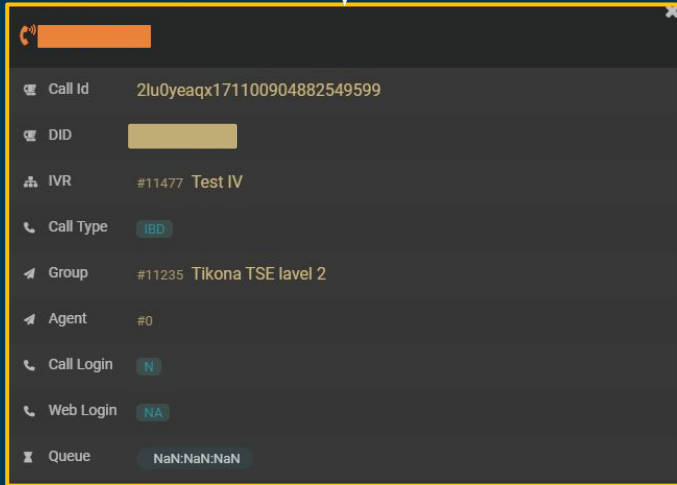 Call Id 2lu0yeaqx171100904882549599
DID
IVR #11477 Test IV
Call Type IBD
Group #11235 Tikona TSE lavel 2
Agent #0
Call Login N
Web Login NA
Queue NaN:NaN:NaN